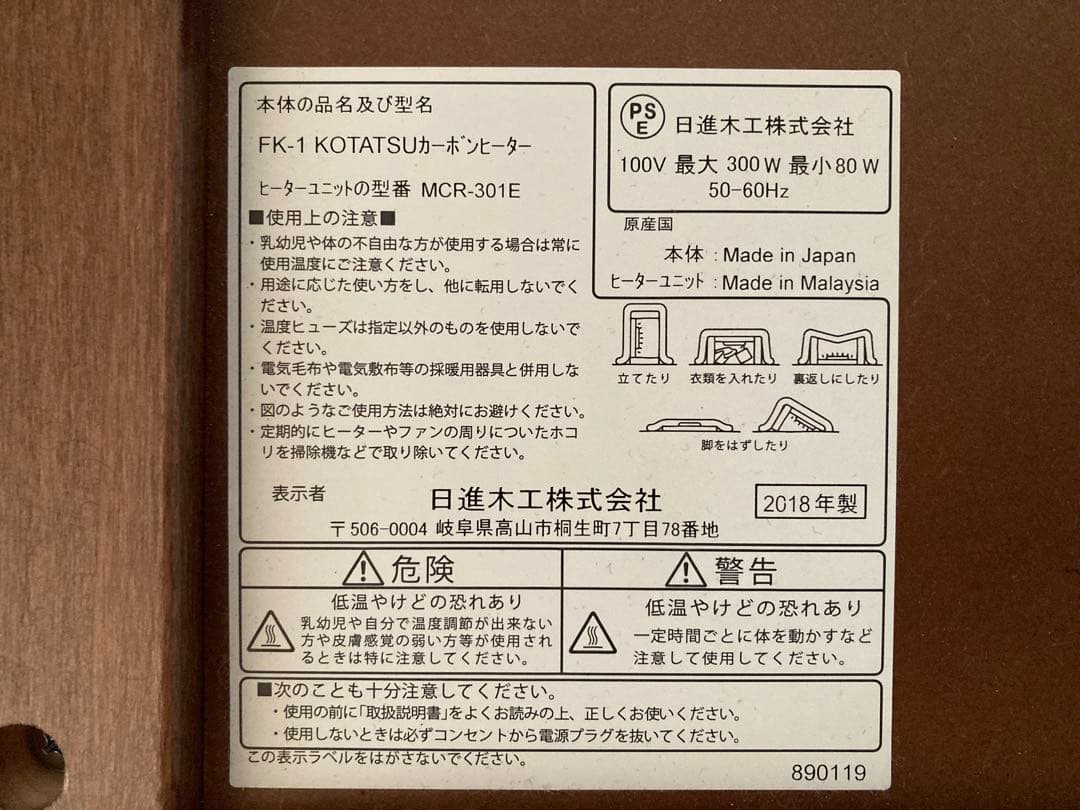 本体の品名及び型名
FK-1 KOTATSUカーボンヒーター
ヒーターユニットの型番 MCR-301E
■使用上の注意■
・乳幼児や体の不自由な方が使用する場合は常に
使用温度にご注意ください。
・用途に応じた使い方をし、他に転用しないでく
ださい。
・温度ヒューズは指定以外のものを使用しないで
ください。
・電気毛布や電気敷布等の採暖用器具と併用しな
いでください。
・図のようなご使用方法は絶対にお避けください。
・定期的にヒーターやファンの周りについたホコ
リを掃除機などで取り除いてください。
PS
E
日進木工株式会社
100V 最大 300W 最小80W
50-60Hz
原産国
本体 : Made in Japan
ヒーターユニット : Made in Malaysia
立てたり 衣類を入れたり 裏返しにしたり
脚をはずしたり
表示者 日進木工株式会社 2018年製
〒506-0004 岐阜県高山市桐生町7丁目78番地
危険
低温やけどの恐れあり
乳幼児や自分で温度調節が出来ない
方や皮膚感覚の弱い方等が使用され
るときは特に注意してください。
警告
低温やけどの恐れあり
一定時間ごとに体を動かすなど
注意して使用してください。
■次のことも十分注意してください。
・使用の前に｢取扱説明書｣をよくお読みの上、正しくお使いください。
・使用しないときは必ずコンセントから電源プラグを抜いてください。
この表示ラベルをはがさないでください。
890119